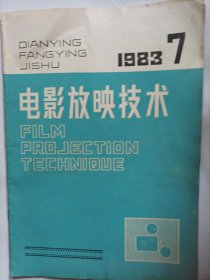 DIANYING
FANGYING
JISHU
1983 7
电影放映技术
FILM
PROJECTION
TECHNIQUE